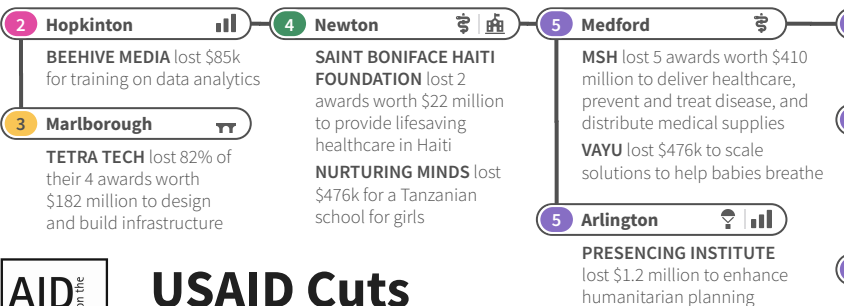 2 Hopkinton
BEEHIVE MEDIA lost $85k
for training on data analytics
3 Marlborough
TETRA TECH lost 82% of
their 4 awards worth
$182 million to design
and build infrastructure
4 Newton
SAINT BONIFACE HAITI
FOUNDATION lost 2
awards worth $22 million
to provide lifesaving
healthcare in Haiti
NURTURING MINDS lost
$476k for a Tanzanian
school for girls
5 Medford
MSH lost 5 awards worth $410
million to deliver healthcare,
prevent and treat disease, and
distribute medical supplies
VAYU lost $476k to scale
solutions to help babies breathe
5 Arlington
PRESENCING INSTITUTE
lost $1.2 million to enhance
humanitarian planning
AID
on the
USAID Cuts